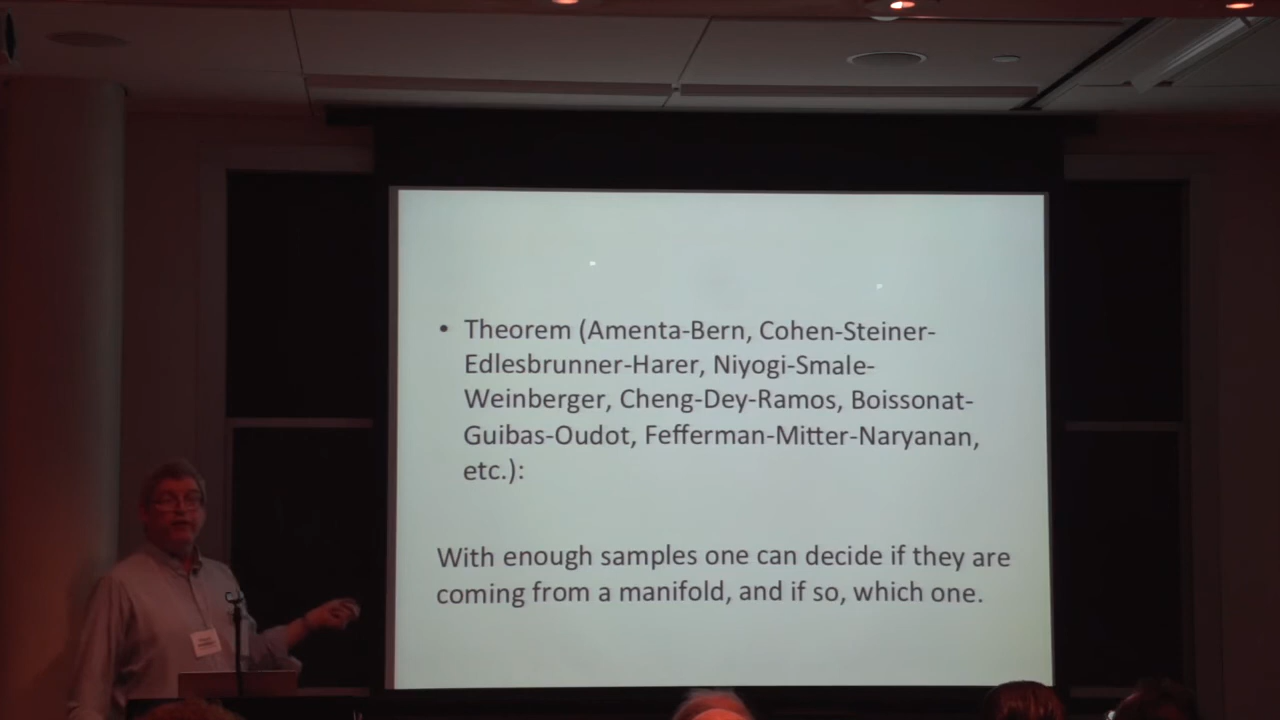 • Theorem (Amenta-Bern, Cohen-Steiner-
Edlesbrunner-Harer, Niyogi-Smale-
Weinberger, Cheng-Dey-Ramos, Boissonat-
Guibas-Oudot, Fefferman-Mitter-Naryanan,
etc.):
With enough samples one can decide if they are
coming from a manifold, and if so, which one.